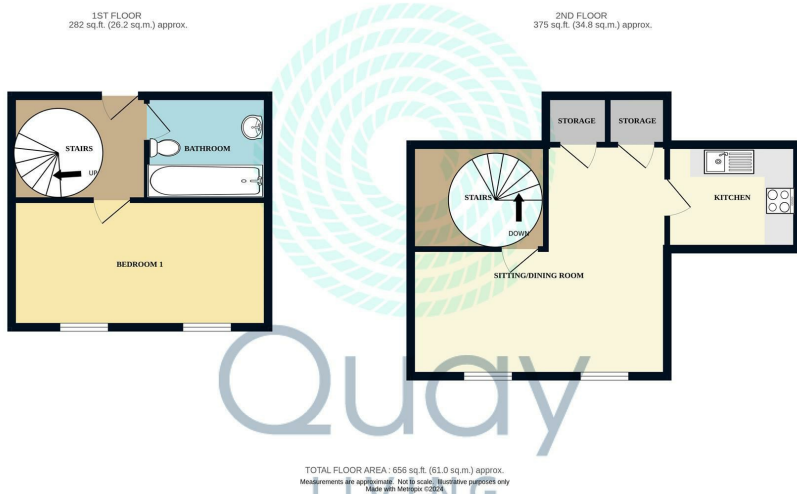 1ST FLOOR
282 sq.ft. (26.2 sq.m.) approx.
2ND FLOOR
375 sq.ft. (34.8 sq.m.) approx.
STORAGE
STORAGE
STAIRS
UP
BATHROOM
STAIRS
DOWN
KITCHEN
BEDROOM 1
SITTING/DINING ROOM
Quay
LIVING
TOTAL FLOOR AREA : 656 sq.ft. (61.0 sq.m.) approx.
Measurements are approximate. Not to scale. Illustrative purposes only
Made with Metropix ©2024